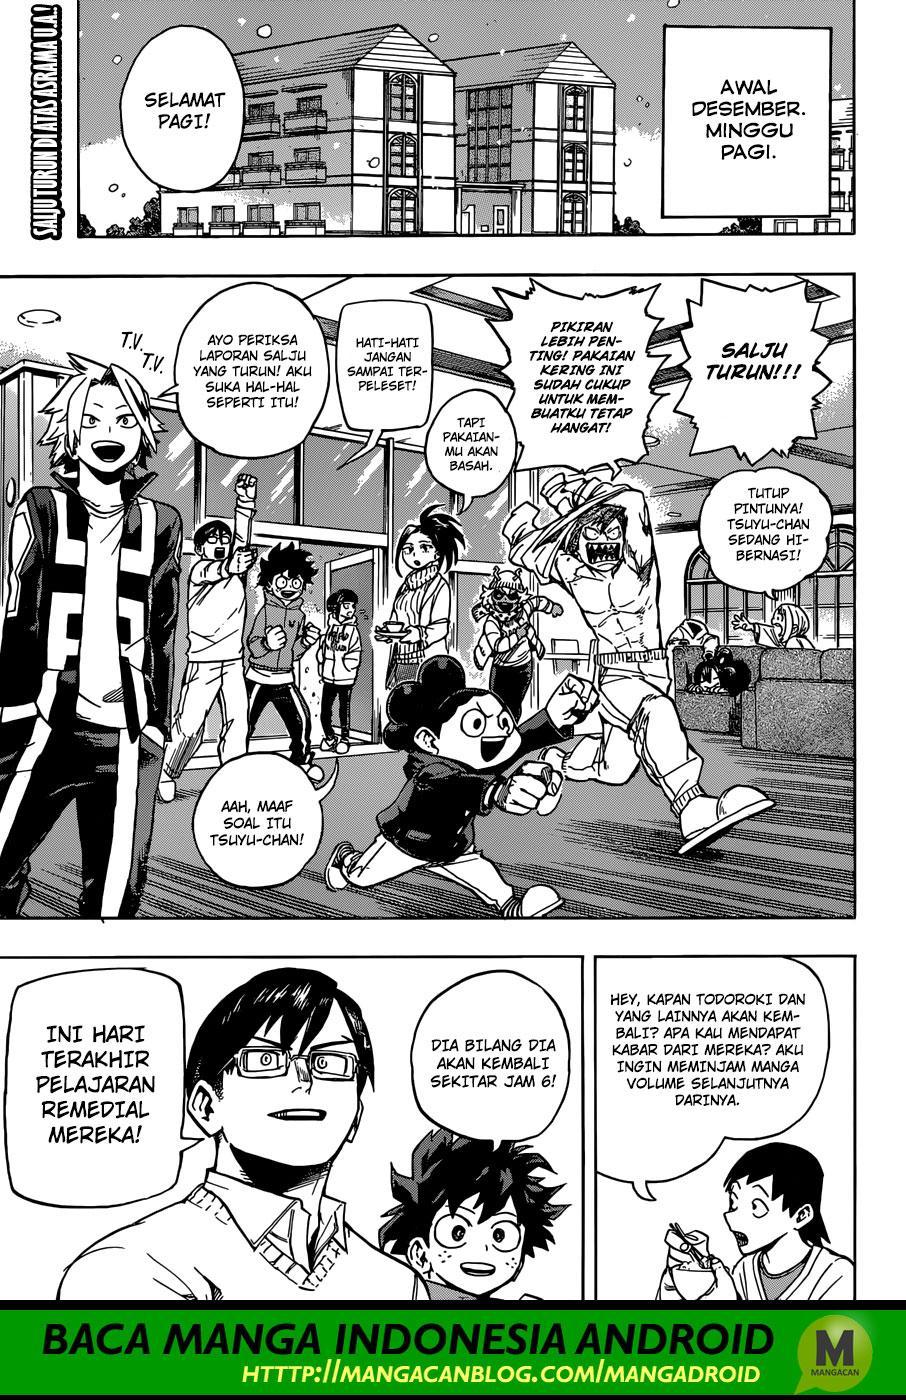 SALJU TURUN DI ATAS ASRAMA U.A.!
AWAL
DESEMBER.
MINGGU
PAGI.
SELAMAT
PAGI!
SALJU
TURUN!!!
PIKIRAN
LEBIH PEN-
TING! PAKAIAN
KERING INI
SUDAH CUKUP
UNTUK MEM-
BUATKU TETAP
HANGAT!
TUTUP
PINTUNYA!
TSUYU-CHAN
SEDANG HI-
BERNASI!
TAPI
PAKAIAN-
MU AKAN
BASAH.
HATI-HATI
JANGAN
SAMPAI TER-
PELESET!
AYO PERIKSA
LAPORAN SALJU
YANG TURUN! AKU
SUKA HAL-HAL
SEPERTI ITU!
T.V.
T.V.
AAH, MAAF
SOAL ITU
TSUYU-CHAN!
HEY, KAPAN TODOROKI DAN
YANG LAINNYA AKAN KEM-
BALI? APA KAU MENDAPAT
KABAR DARI MEREKA? AKU
INGIN MEMINJAM MANGA
VOLUME SELANJUTNYA
DARINYA.
DIA BILANG DIA
AKAN KEMBALI
SEKITAR JAM 6!
INI HARI
TERAKHIR
PELAJARAN
REMEDIAL
MEREKA!
BACA MANGA INDONESIA ANDROID
HTTTP://MANGACANBLOG.COM/MANGADROID
M
MANGACAN